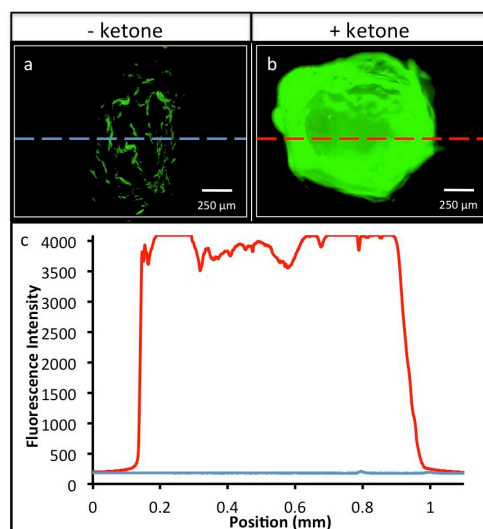 - ketone
+ ketone
a
b
250 µm
250 µm
c
Fluorescence Intensity
4000
3500
3000
2500
2000
1500
1000
500
0
0
0.2
0.4
0.6
0.8
1
Position (mm)